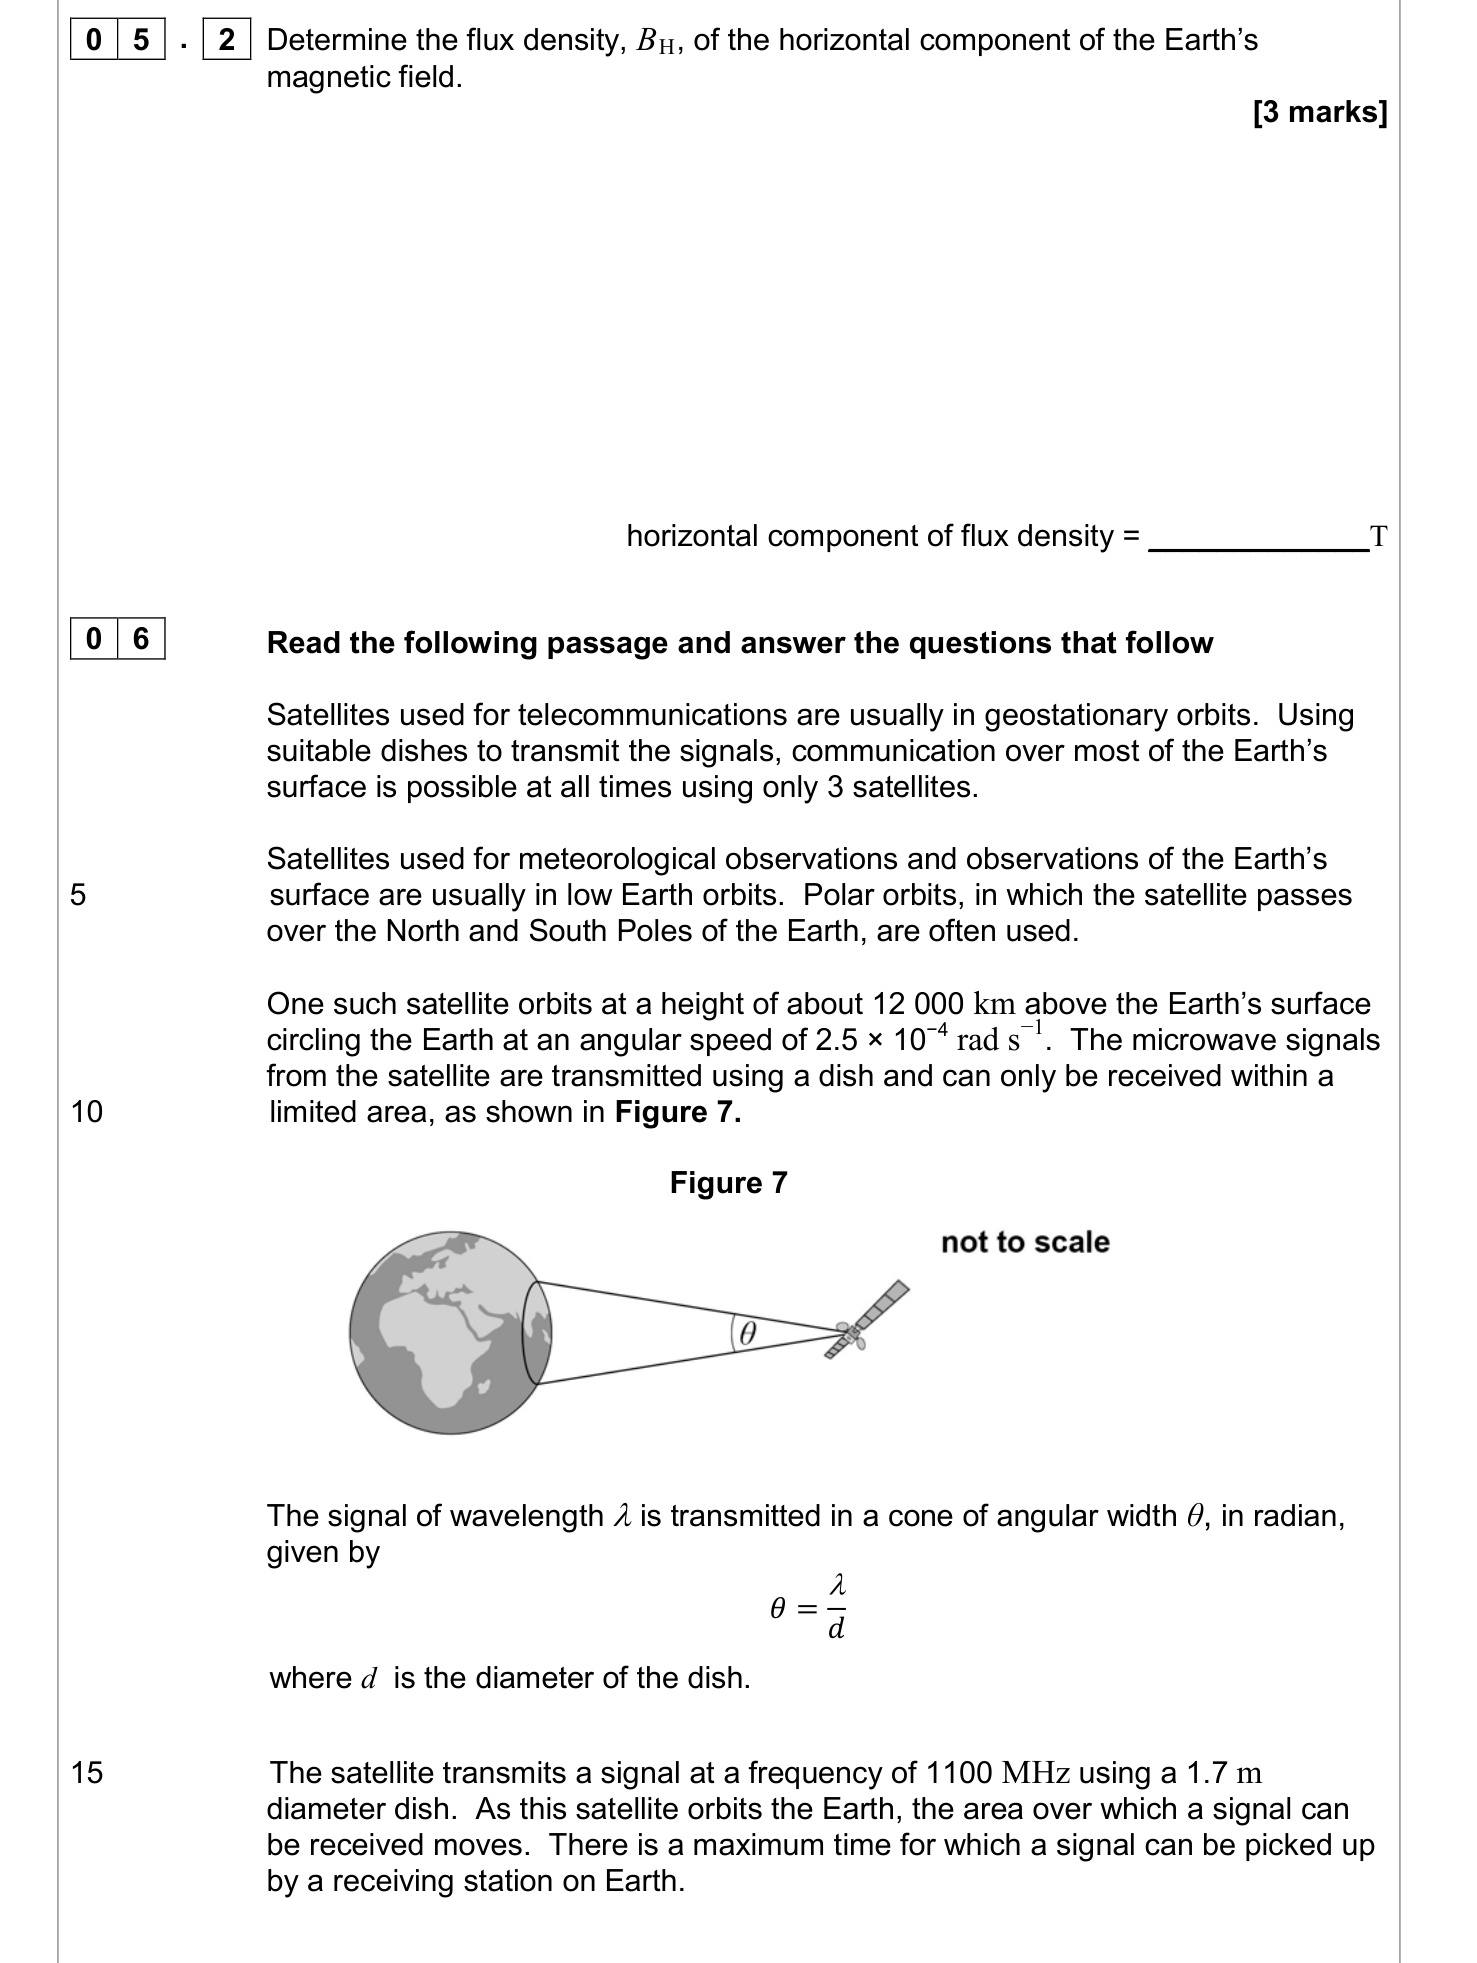 0 5 . 2 Determine the flux density, B_H, of the horizontal component of the Earth's
magnetic field.
[3 marks]
horizontal component of flux density = ____________T
0 6 Read the following passage and answer the questions that follow
Satellites used for telecommunications are usually in geostationary orbits. Using
suitable dishes to transmit the signals, communication over most of the Earth's
surface is possible at all times using only 3 satellites.
Satellites used for meteorological observations and observations of the Earth's
5 surface are usually in low Earth orbits. Polar orbits, in which the satellite passes
over the North and South Poles of the Earth, are often used.
One such satellite orbits at a height of about 12 000 km above the Earth's surface
circling the Earth at an angular speed of 2.5 × 10⁻⁴ rad s⁻¹. The microwave signals
from the satellite are transmitted using a dish and can only be received within a
10 limited area, as shown in Figure 7.
Figure 7
not to scale
θ
The signal of wavelength λ is transmitted in a cone of angular width θ, in radian,
given by
θ = λ/d
where d is the diameter of the dish.
15 The satellite transmits a signal at a frequency of 1100 MHz using a 1.7 m
diameter dish. As this satellite orbits the Earth, the area over which a signal can
be received moves. There is a maximum time for which a signal can be picked up
by a receiving station on Earth.